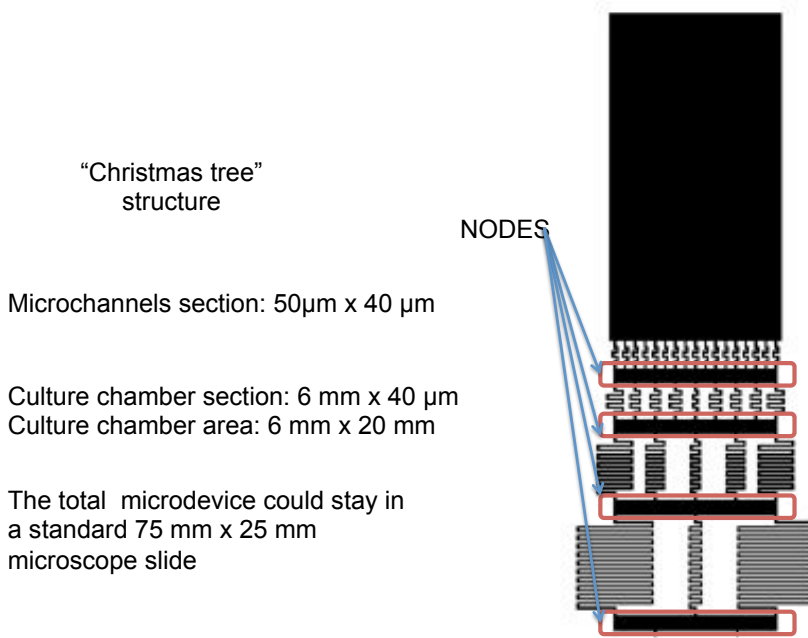 “Christmas tree”
structure
NODES
Microchannels section: 50µm x 40 µm
Culture chamber section: 6 mm x 40 µm
Culture chamber area: 6 mm x 20 mm
The total microdevice could stay in
a standard 75 mm x 25 mm
microscope slide